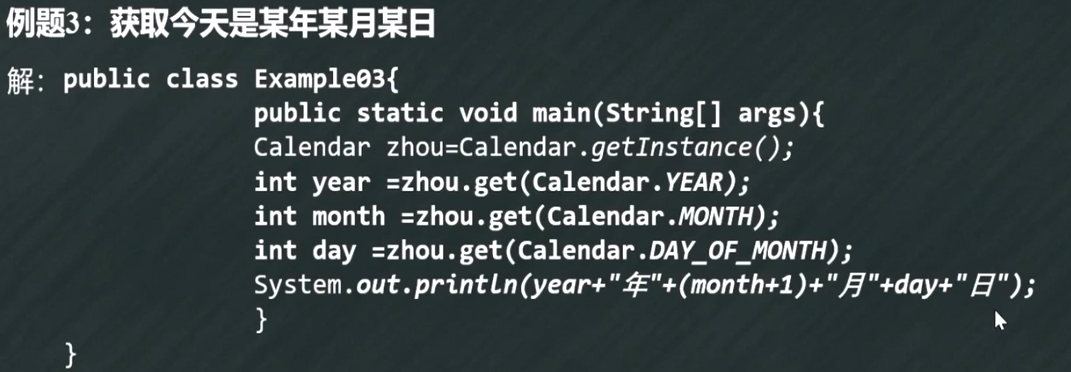 例题3：获取今天是某年某月某日
解：public class Example03{
public static void main(String[] args){
Calendar zhou=Calendar.getInstance();
int year =zhou.get(Calendar.YEAR);
int month =zhou.get(Calendar.MONTH);
int day =zhou.get(Calendar.DAY_OF_MONTH);
System.out.println(year+"年"+(month+1)+"月"+day+"日");
}
}